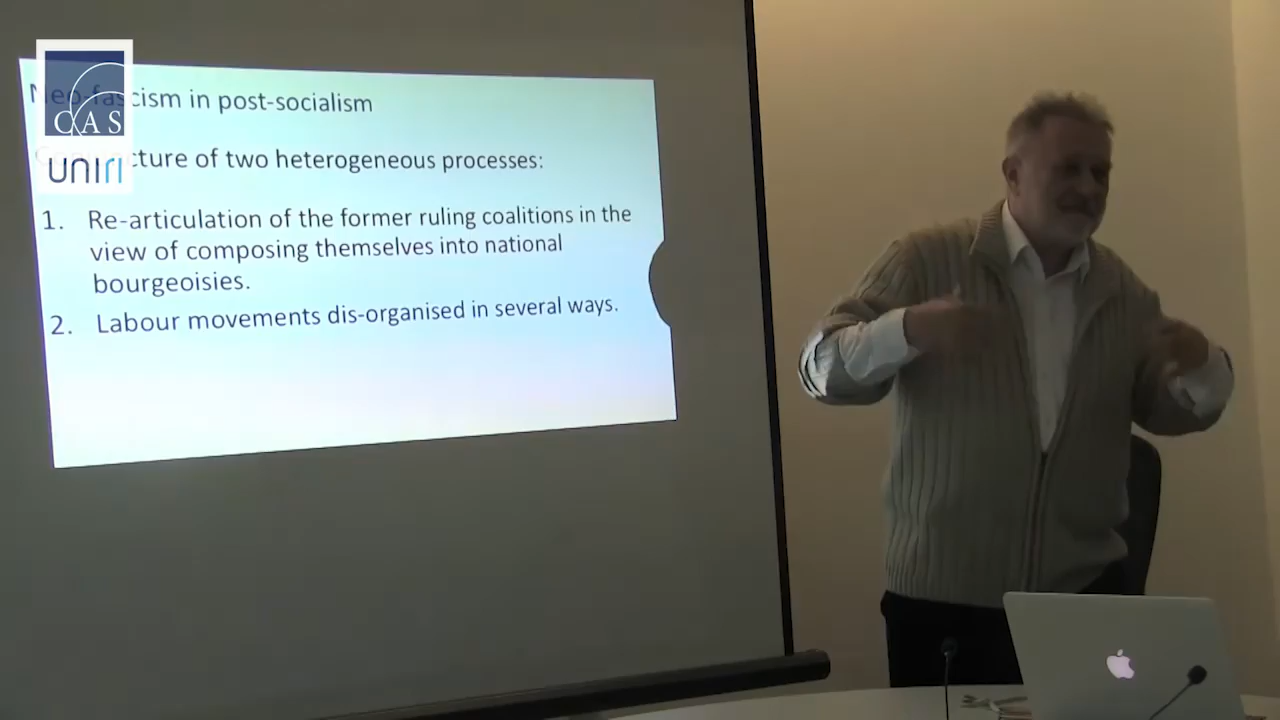 Neo-fascism in post-socialism
CAS
UNIRI
cture of two heterogeneous processes:
1. Re-articulation of the former ruling coalitions in the
view of composing themselves into national
bourgeoisies.
2. Labour movements dis-organised in several ways.